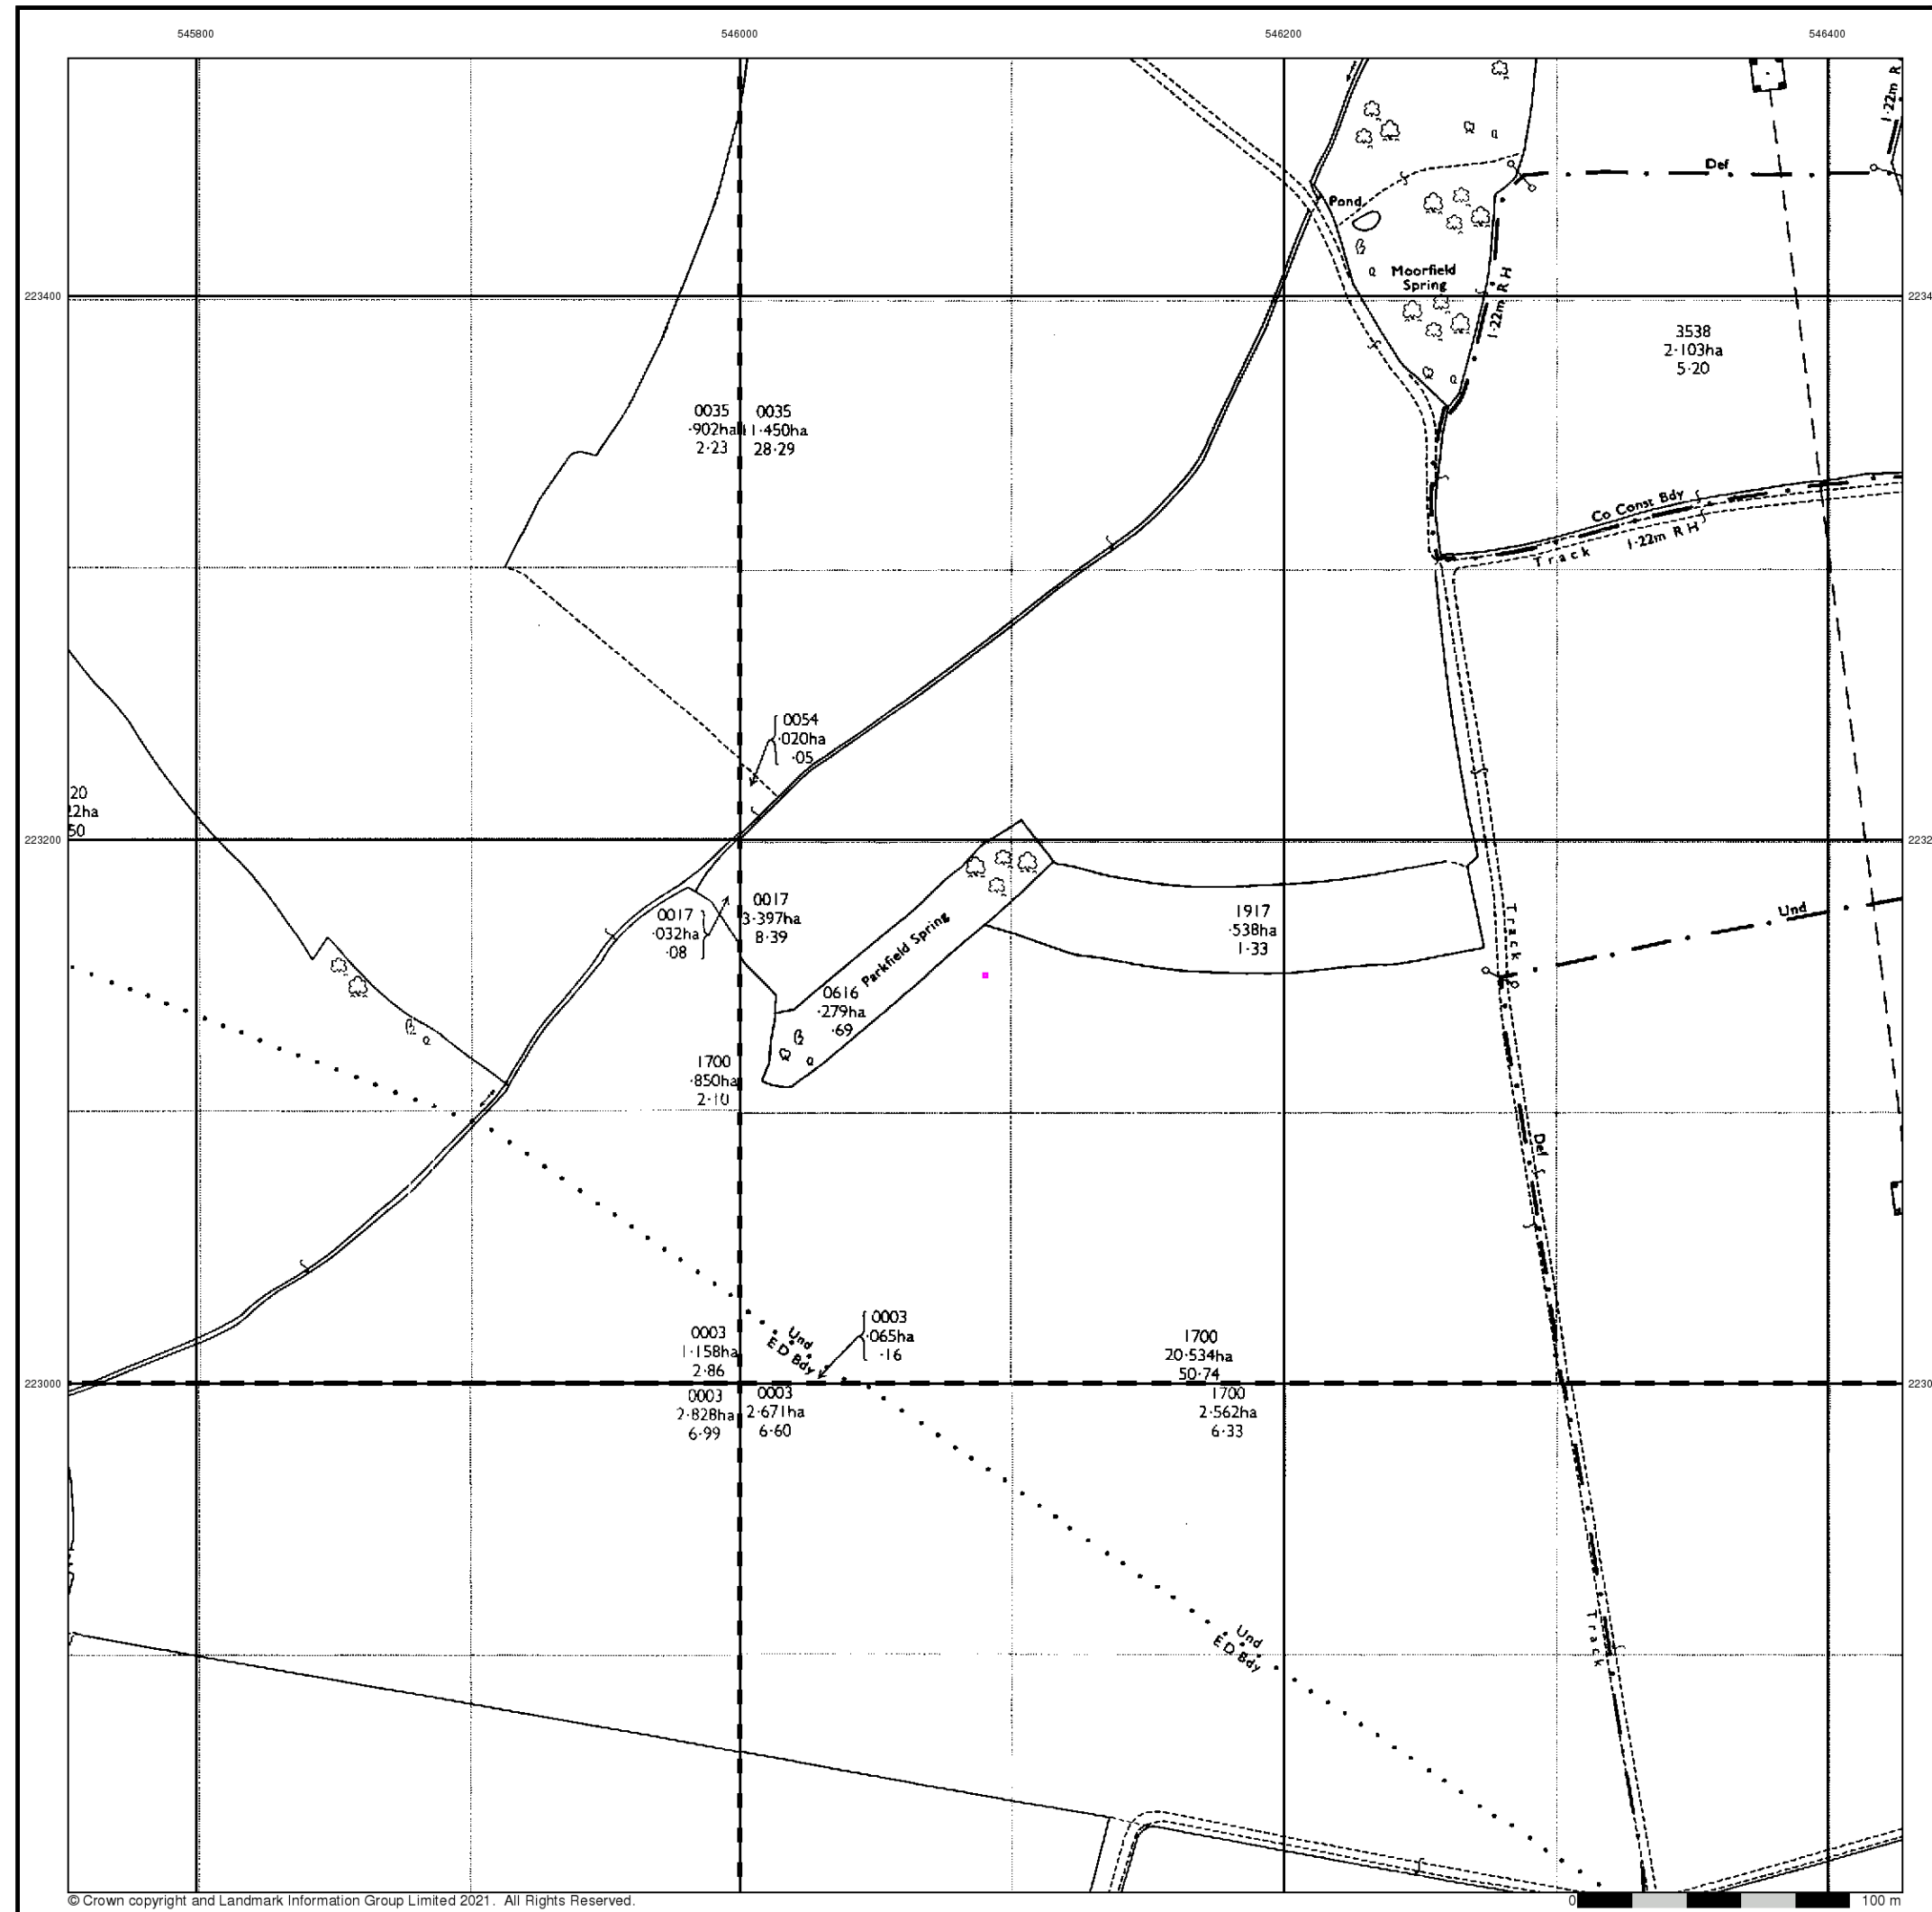 545800
546000
546200
546400
1·22m R
Def
Pond
Moorfield
Spring
1·22m R H
223400
3538
2·103ha
5·20
0035
·902ha
2·23
0035
11·450ha
28·29
Co Const Bdy
Track
1·22m R H
0054
·020ha
·05
20
2ha
50
223200
0017
·032ha
·08
0017
3·397ha
8·39
Parkfield Spring
1917
·538ha
1·33
Track
Und
0616
·279ha
·69
1700
·850ha
2·10
Def
0003
1·158ha
2·86
Und
E D Bdy
0003
·065ha
·16
1700
20·534ha
50·74
223000
0003
2·828ha
6·99
0003
2·671ha
6·60
1700
2·562ha
6·33
Und
E D Bdy
Track
© Crown copyright and Landmark Information Group Limited 2021. All Rights Reserved.
0
100 m